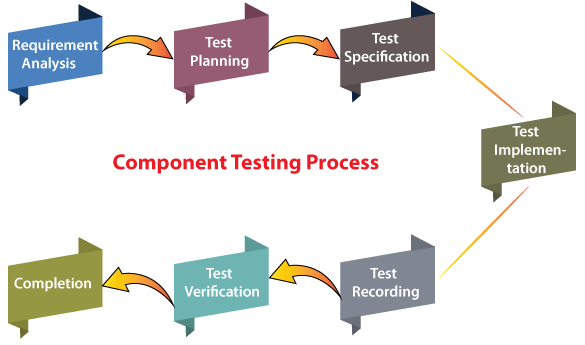 Requirement
Analysis
Test
Planning
Test
Specification
Test
Implemen-
tation
Component Testing Process
Completion
Test
Verification
Test
Recording